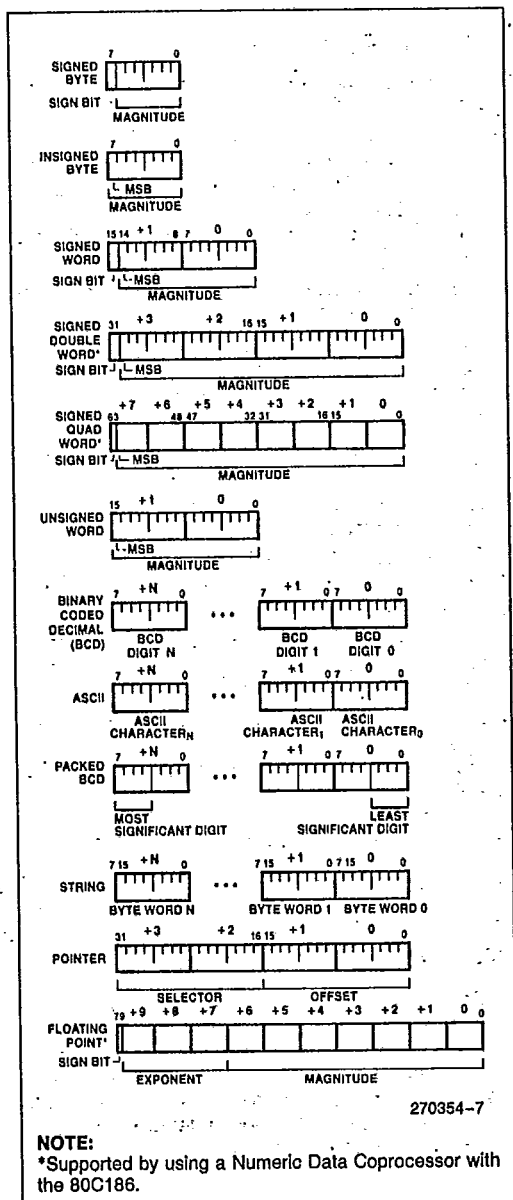 7 0
SIGNED
BYTE
SIGN BIT
MAGNITUDE
7 0
INSIGNED
BYTE
MSB
MAGNITUDE
15 14 +1 8 7 0 0
SIGNED
WORD
SIGN BIT MSB
MAGNITUDE
31 +3 +2 16 15 +1 0 0
SIGNED
DOUBLE
WORD*
SIGN BIT MSB
MAGNITUDE
+7 +6 +5 +4 +3 +2 +1 0
63 48 47 32 31 16 15 0
SIGNED
QUAD
WORD*
SIGN BIT MSB
MAGNITUDE
15 +1 0 0
UNSIGNED
WORD
MSB
MAGNITUDE
7 +N 0 7 +1 0 7 0 0
BINARY
CODED
DECIMAL
(BCD)
...
BCD BCD BCD
DIGIT N DIGIT 1 DIGIT 0
7 +N 0 7 +1 0 7 0 0
ASCII ...
ASCII ASCII ASCII
CHARACTERN CHARACTER1 CHARACTER0
7 +N 0 7 +1 0 7 0 0
PACKED
BCD
...
MOST LEAST
SIGNIFICANT DIGIT SIGNIFICANT DIGIT
7 15 +N 0 7 15 +1 0 7 15 0 0
STRING ...
BYTE WORD N BYTE WORD 1 BYTE WORD 0
31 +3 +2 16 15 +1 0 0
POINTER
SELECTOR OFFSET
79 +9 +8 +7 +6 +5 +4 +3 +2 +1 0 0
FLOATING
POINT*
SIGN BIT
EXPONENT MAGNITUDE
270354-7
NOTE:
*Supported by using a Numeric Data Coprocessor with
the 80C186.